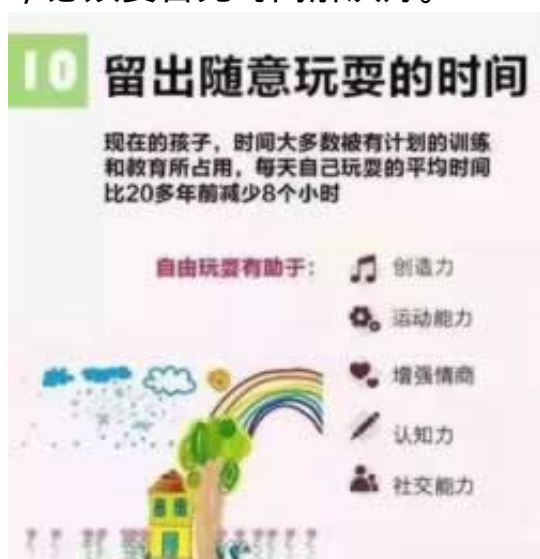 10
留出随意玩耍的时间
现在的孩子，时间大多数被有计划的训练
和教育所占用，每天自己玩耍的平均时间
比20多年前减少8个小时
自由玩耍有助于：
创造力
运动能力
增强情商
认知力
社交能力